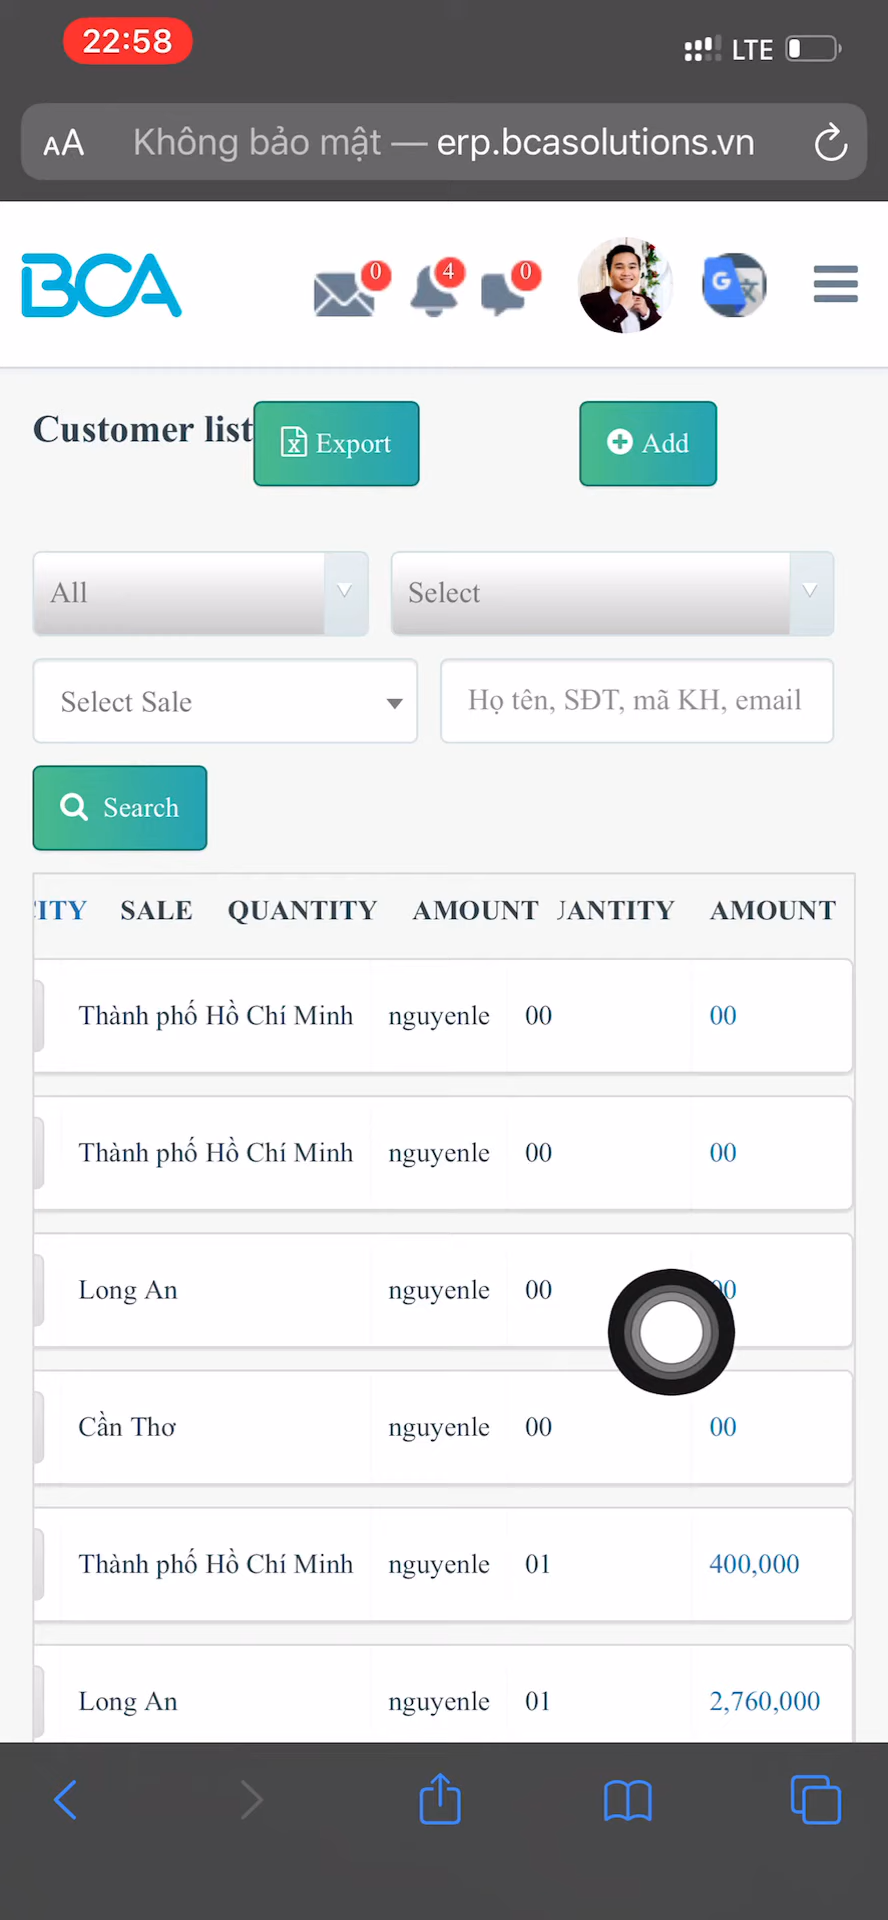 22:58
LTE
AA Không bảo mật — erp.bcasolutions.vn
BCA
0
4
0
G
Customer list
Export
Add
All
Select
Select Sale
Họ tên, SĐT, mã KH, email
Search
CITY SALE QUANTITY AMOUNT UANTITY AMOUNT
Thành phố Hồ Chí Minh nguyenle 00 00
Thành phố Hồ Chí Minh nguyenle 00 00
Long An nguyenle 00 00
Cần Thơ nguyenle 00 00
Thành phố Hồ Chí Minh nguyenle 01 400,000
Long An nguyenle 01 2,760,000